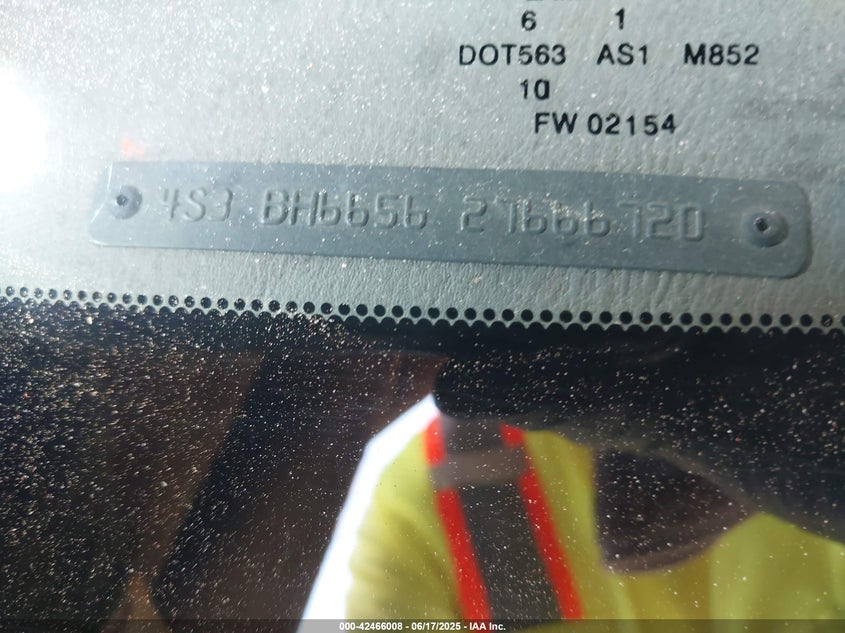 6 1
DOT563 AS1 M852
10
FW 02154
4S3 BH6656 27666720
000-42466008 - 06/17/2025 - IAA Inc.